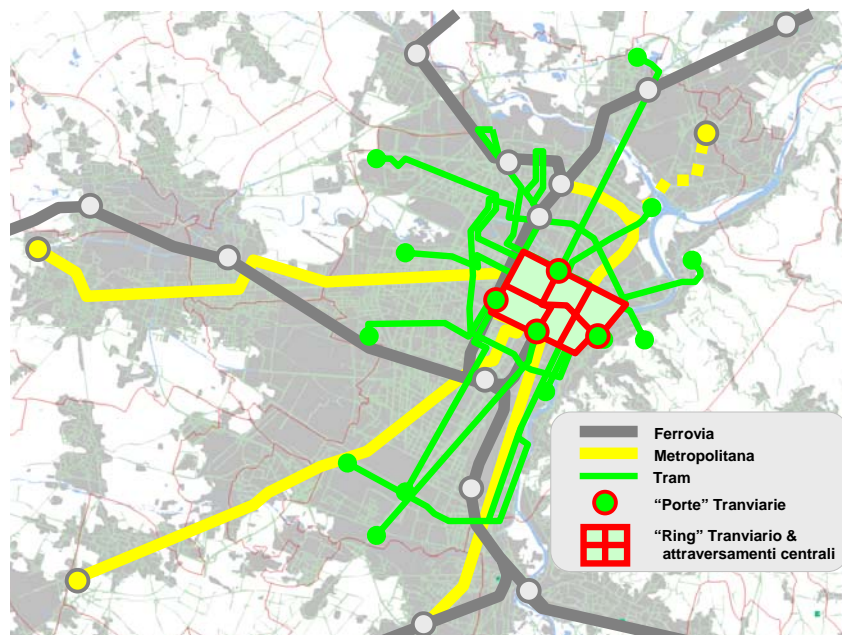 Ferrovia
Metropolitana
Tram
“Porte” Tranviarie
“Ring” Tranviario &
attraversamenti centrali